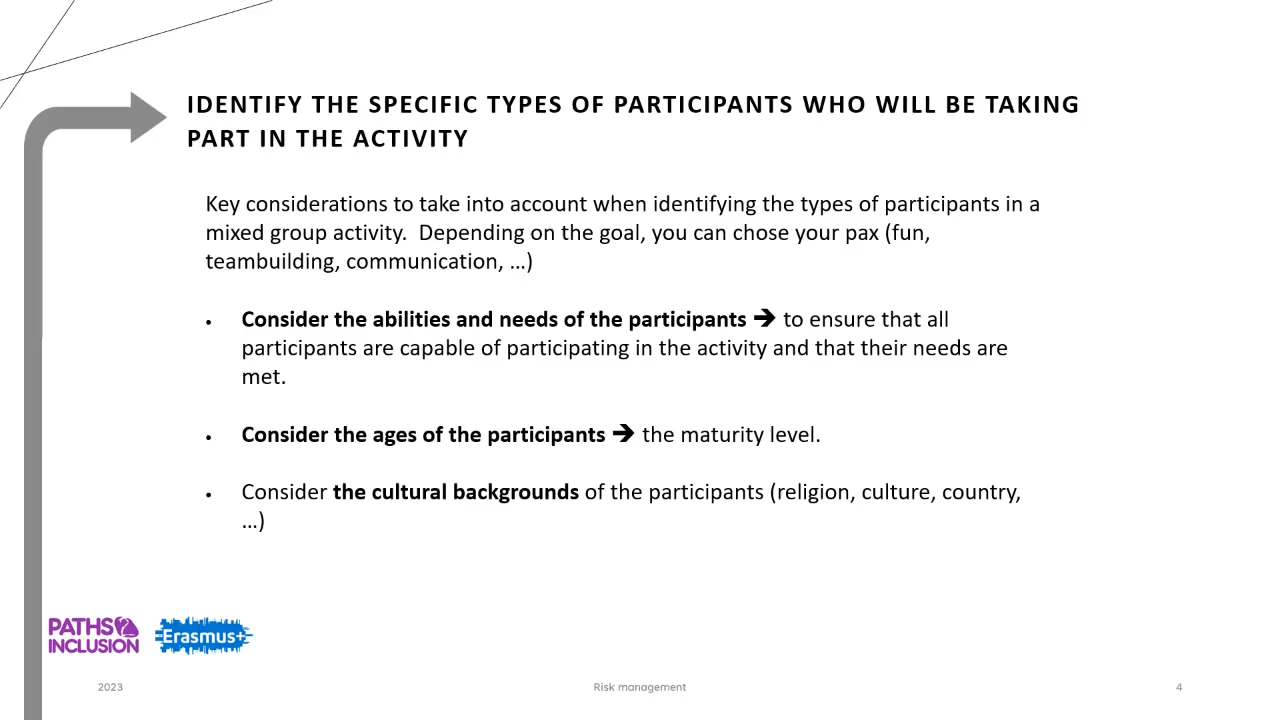 IDENTIFY THE SPECIFIC TYPES OF PARTICIPANTS WHO WILL BE TAKING
PART IN THE ACTIVITY
Key considerations to take into account when identifying the types of participants in a
mixed group activity.  Depending on the goal, you can chose your pax (fun,
teambuilding, communication, ...)
• Consider the abilities and needs of the participants 🡺 to ensure that all
participants are capable of participating in the activity and that their needs are
met.
• Consider the ages of the participants 🡺 the maturity level.
• Consider the cultural backgrounds of the participants (religion, culture, country,
...)
PATHS2
INCLUSION
Erasmus+
2023
Risk management
4